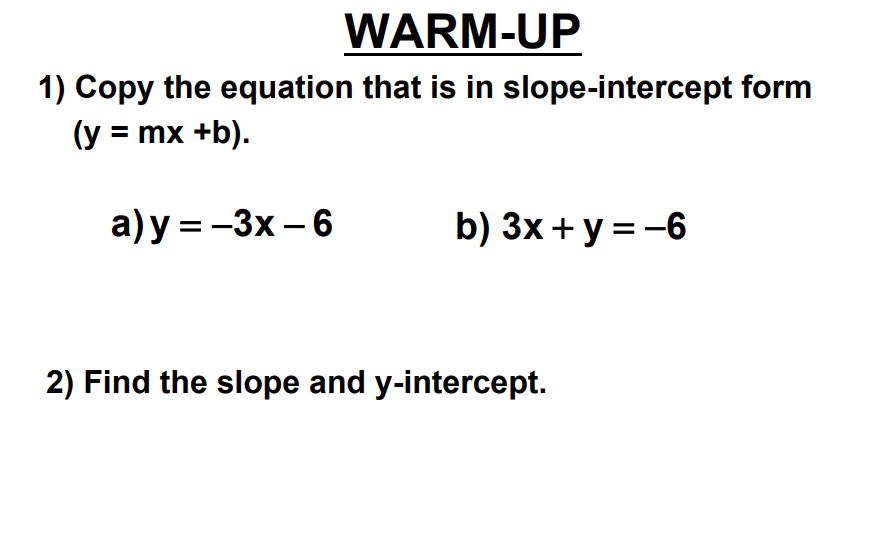 WARM-UP
1) Copy the equation that is in slope-intercept form
(y = mx +b).
a) y = –3x – 6 b) 3x + y = –6
2) Find the slope and y-intercept.